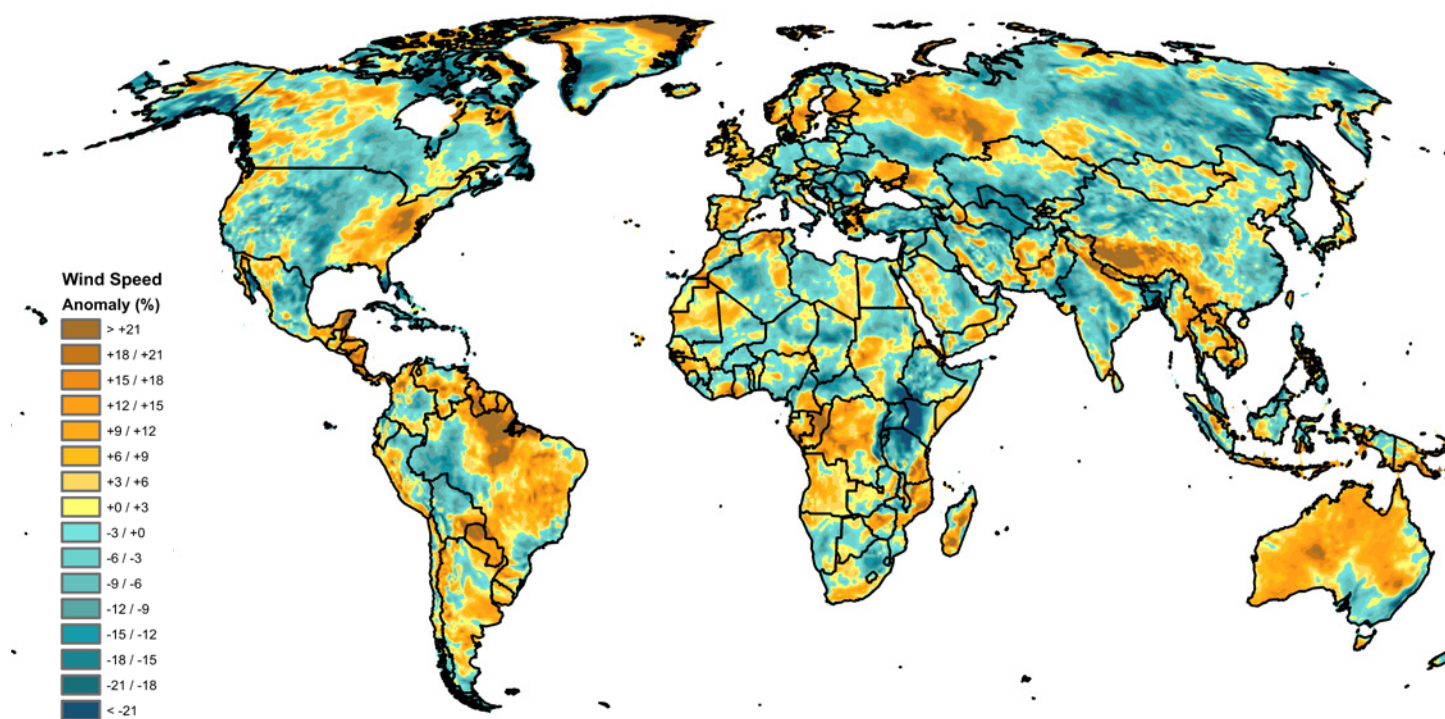 Wind Speed
Anomaly (%)
> +21
+18 / +21
+15 / +18
+12 / +15
+9 / +12
+6 / +9
+3 / +6
+0 / +3
-3 / +0
-6 / -3
-9 / -6
-12 / -9
-15 / -12
-18 / -15
-21 / -18
< -21